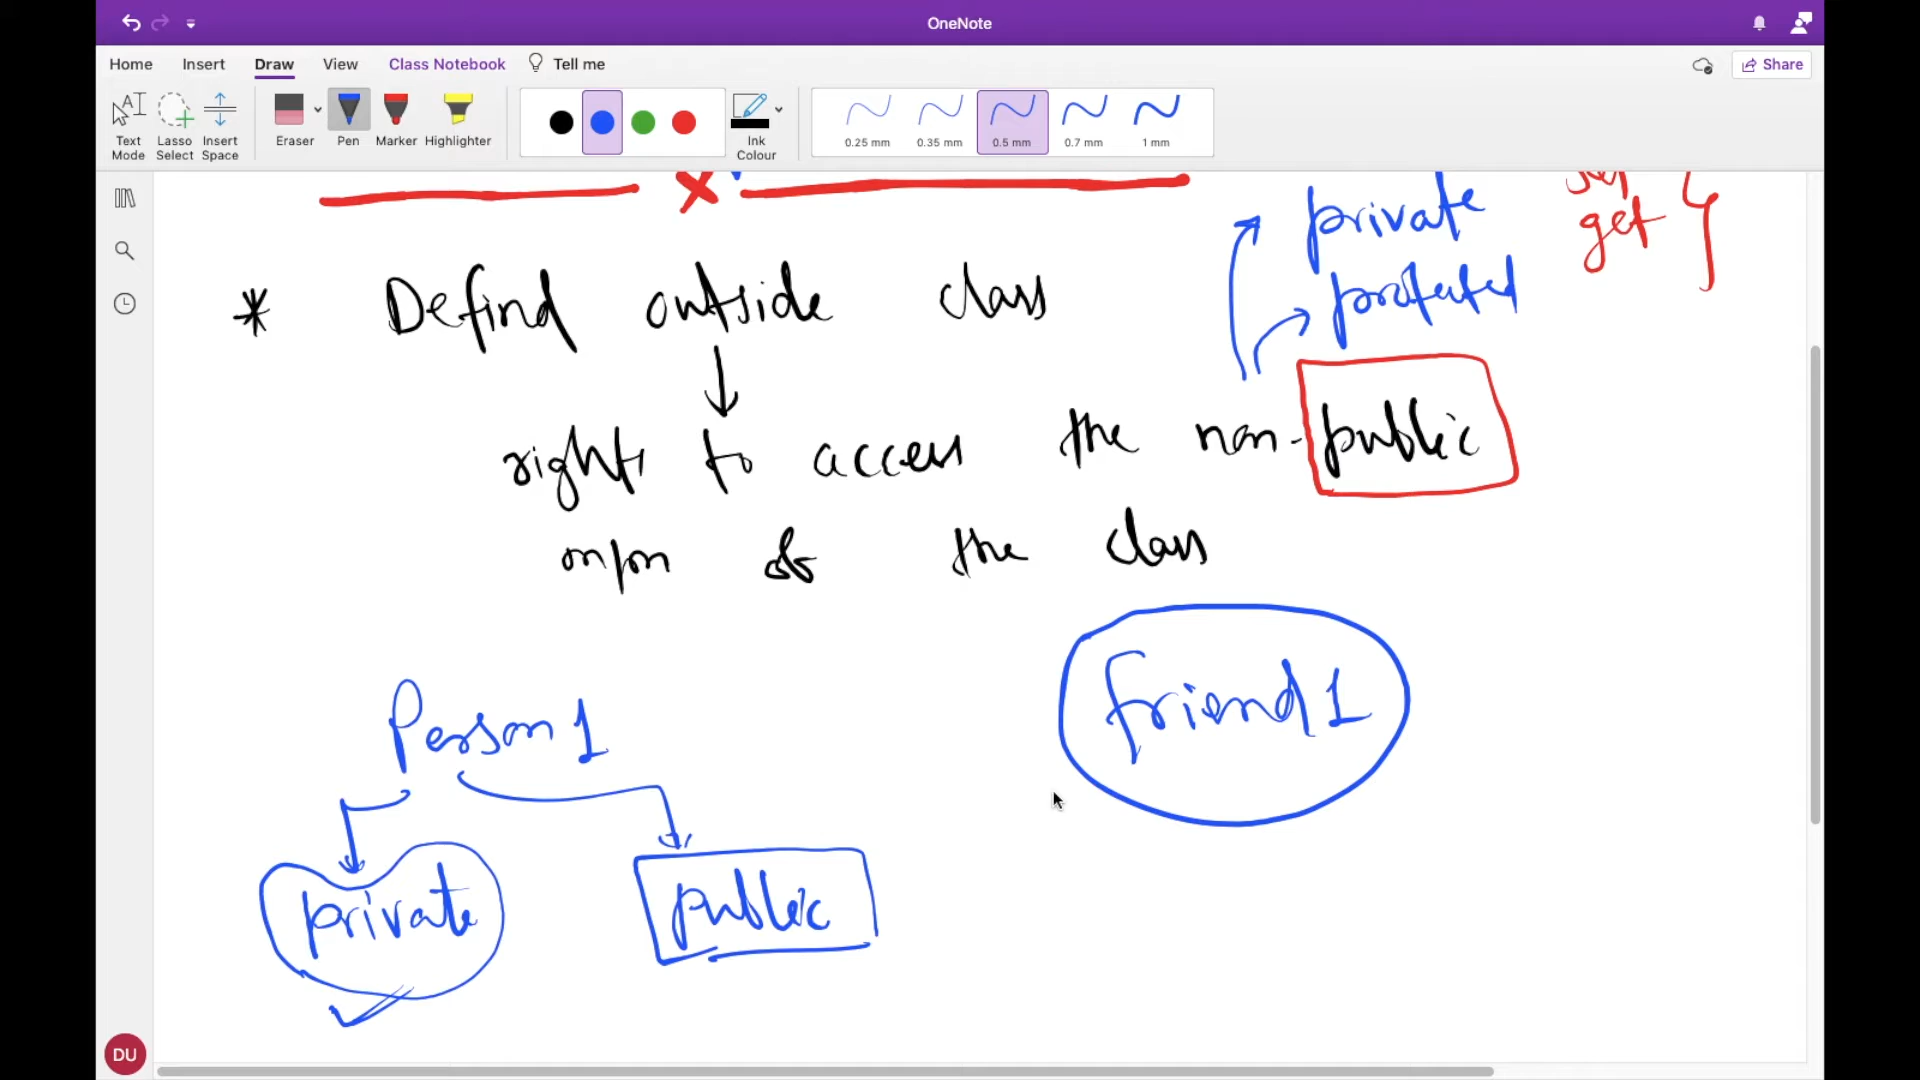 OneNote
Home Insert Draw View Class Notebook Tell me
Share
Text Mode
Lasso Select
Insert Space
Eraser
Pen
Marker
Highlighter
Ink Colour
0.25 mm
0.35 mm
0.5 mm
0.7 mm
1 mm
private
get }
* Defind outside class
rights to access the non-public
of the class
friend 1
Person 1
private public
DU